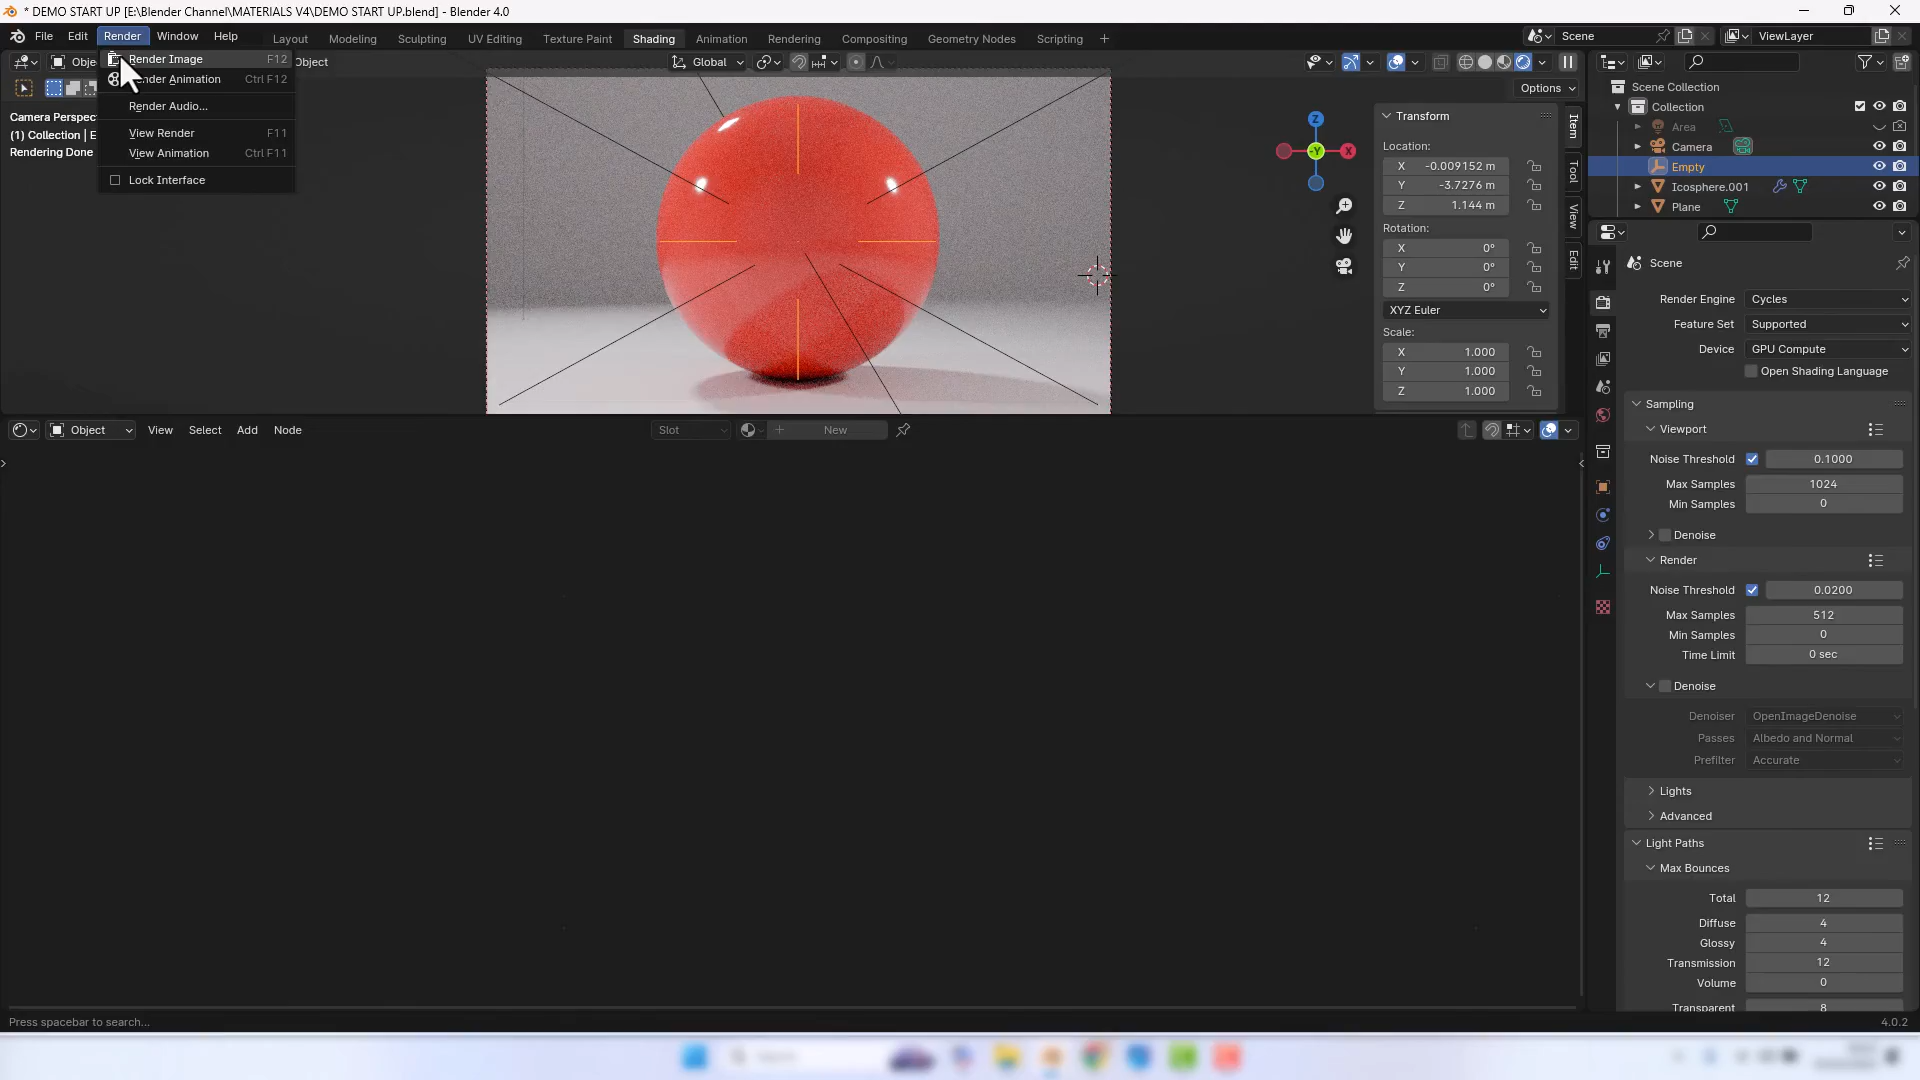 * DEMO START UP [E:\Blender Channel\MATERIALS V4\DEMO START UP.blend] - Blender 4.0
File Edit Render Window Help Layout Modeling Sculpting UV Editing Texture Paint Shading Animation Rendering Compositing Geometry Nodes Scripting + Scene ViewLayer
Render Image F12
nder Animation Ctrl F12
Render Audio...
View Render F11
View Animation Ctrl F11
Lock Interface
Object Global
Options
Camera Perspec
(1) Collection | E
Rendering Done
Z
-Y X
Transform
Location:
X -0.009152 m
Y -3.7276 m
Z 1.144 m
Rotation:
X 0°
Y 0°
Z 0°
XYZ Euler
Scale:
X 1.000
Y 1.000
Z 1.000
Item
Tool
View
Edit
Scene Collection
Collection
Area
Camera
Empty
Icosphere.001
Plane
Scene
Render Engine Cycles
Feature Set Supported
Device GPU Compute
Open Shading Language
Sampling
Viewport
Noise Threshold 0.1000
Max Samples 1024
Min Samples 0
Denoise
Render
Noise Threshold 0.0200
Max Samples 512
Min Samples 0
Time Limit 0 sec
Denoise
Denoiser OpenImageDenoise
Passes Albedo and Normal
Prefilter Accurate
Lights
Advanced
Light Paths
Max Bounces
Total 12
Diffuse 4
Glossy 4
Transmission 12
Volume 0
Transparent 8
Object View Select Add Node Slot New
Press spacebar to search...
4.0.2